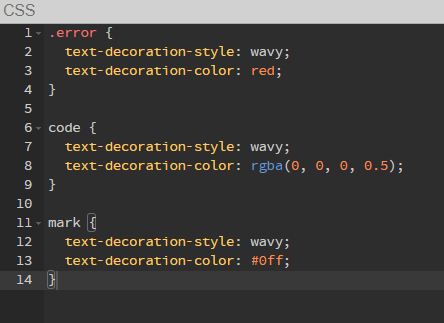 CSS
1 .error {
2   text-decoration-style: wavy;
3   text-decoration-color: red;
4 }
5
6 code {
7   text-decoration-style: wavy;
8   text-decoration-color: rgba(0, 0, 0, 0.5);
9 }
10
11 mark {
12   text-decoration-style: wavy;
13   text-decoration-color: #0ff;
14 }